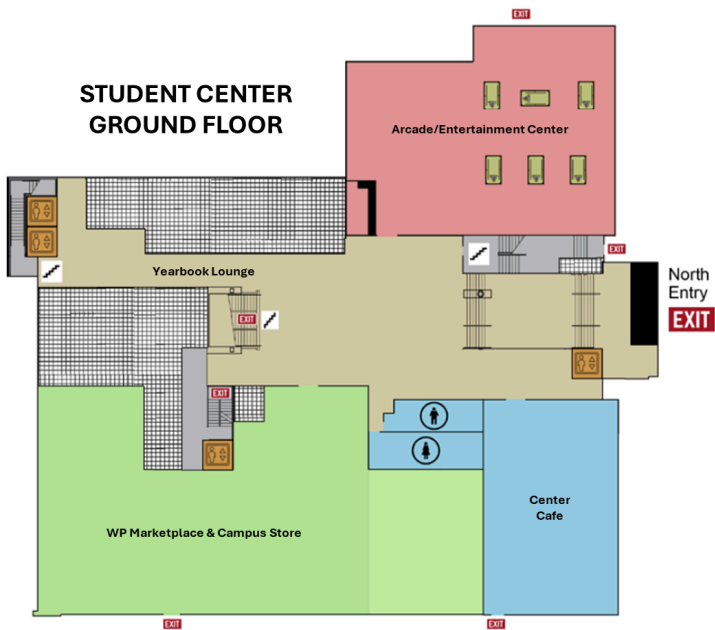 EXIT
STUDENT CENTER
GROUND FLOOR
Arcade/Entertainment Center
EXIT
Yearbook Lounge
North
Entry
EXIT
EXIT
EXIT
Center
Cafe
WP Marketplace & Campus Store
EXIT
EXIT